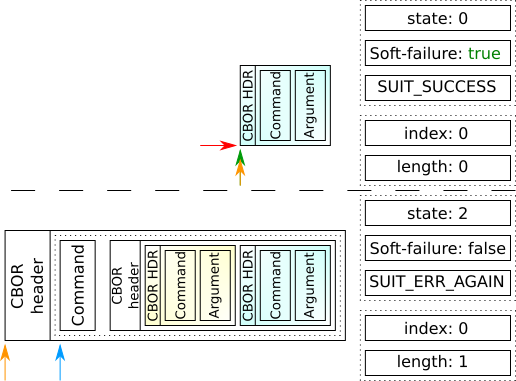 state: 0
Soft-failure: true
SUIT_SUCCESS
CBOR HDR
Command
Argument
index: 0
length: 0
state: 2
Soft-failure: false
SUIT_ERR_AGAIN
CBOR
header
Command
CBOR
header
CBOR HDR
Command
Argument
CBOR HDR
Command
Argument
index: 0
length: 1